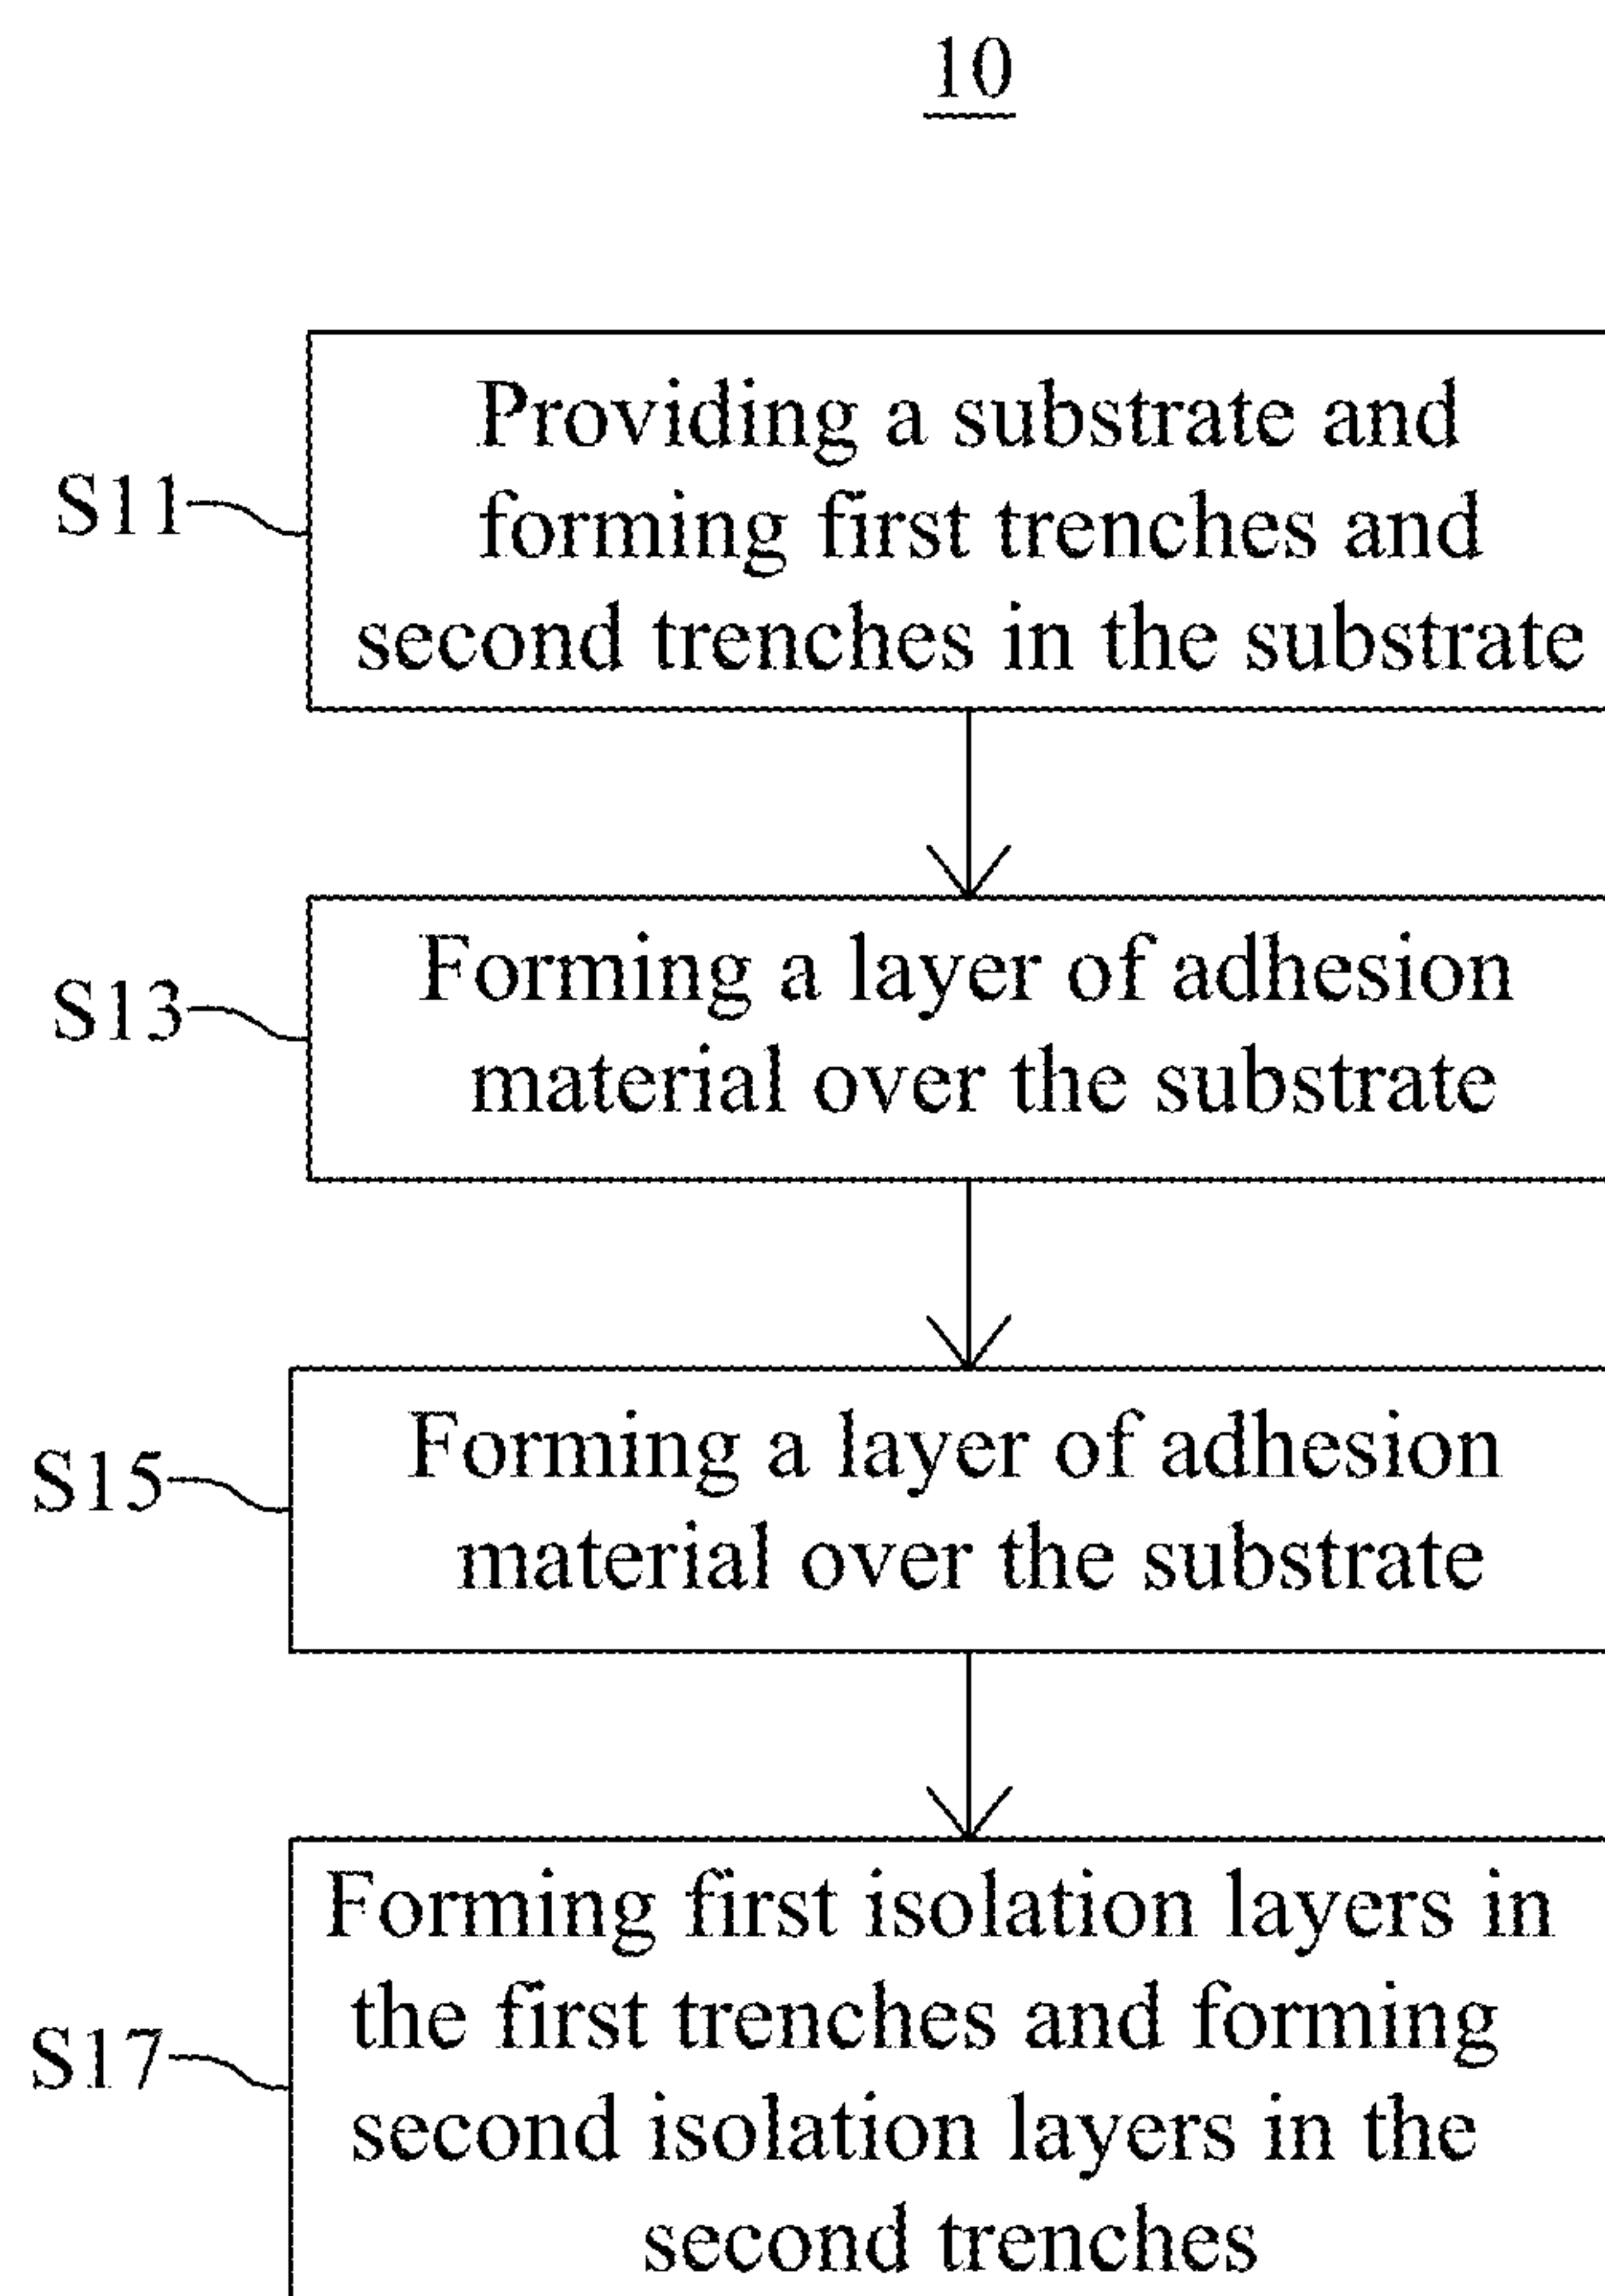 10
S11
Providing a substrate and
forming first trenches and
second trenches in the substrate
S13
Forming a layer of adhesion
material over the substrate
S15
Forming a layer of adhesion
material over the substrate
S17
Forming first isolation layers in
the first trenches and forming
second isolation layers in the
second trenches